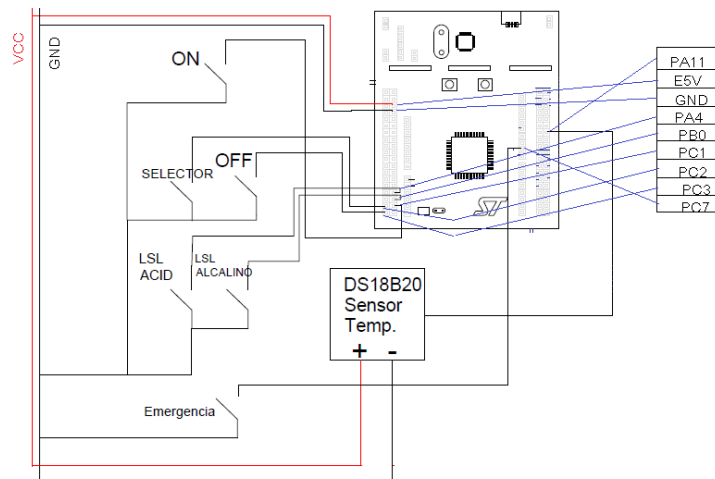 VCC
GND
ON
SELECTOR
OFF
LSL
ACID
LSL
ALCALINO
Emergencia
DS18B20
Sensor
Temp.
+ -
ST
PA11
E5V
GND
PA4
PB0
PC1
PC2
PC3
PC7